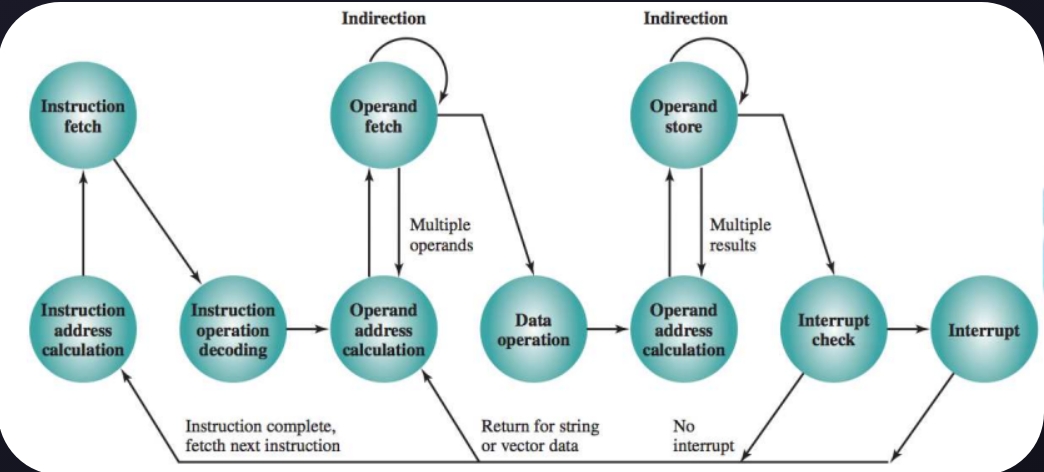 Indirection
Indirection
Instruction
fetch
Operand
fetch
Operand
store
Multiple
operands
Multiple
results
Instruction
address
calculation
Instruction
operation
decoding
Operand
address
calculation
Data
operation
Operand
address
calculation
Interrupt
check
Interrupt
Instruction complete,
fetcth next instruction
Return for string
or vector data
No
interrupt